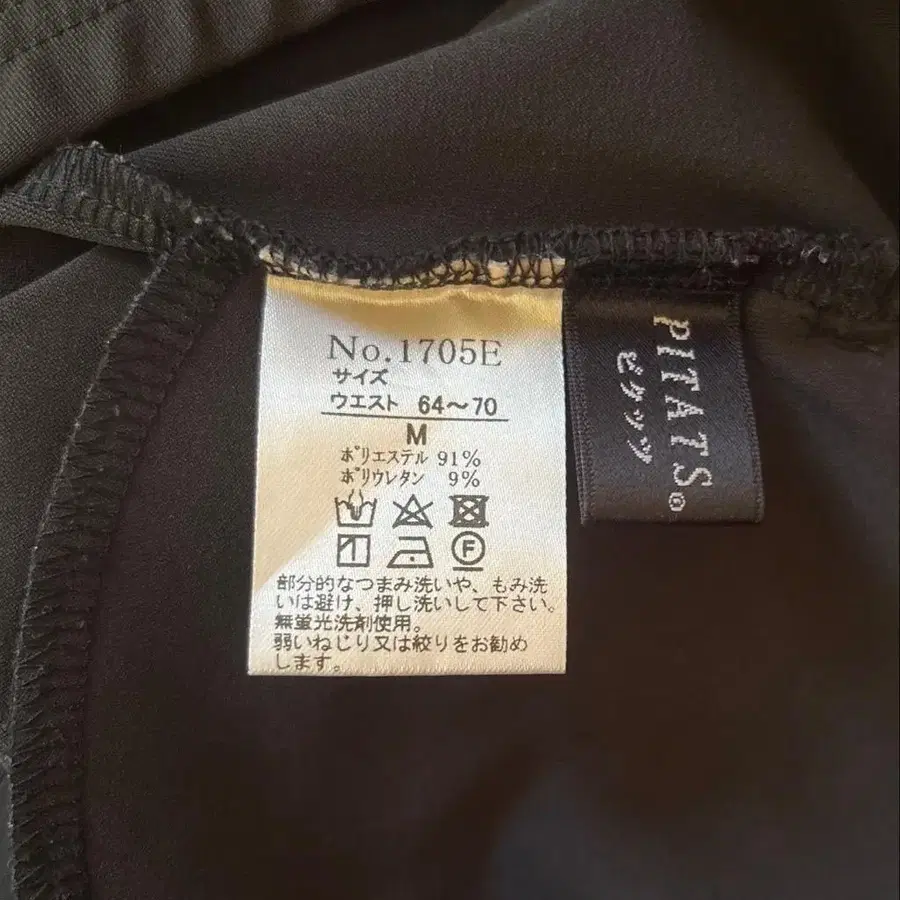 No.1705E
サイズ
ウエスト 64～70
M
ポリエステル 91%
ポリウレタン 9%
F
部分的なつまみ洗いや、もみ洗
いは避け、押し洗いして下さい。
無蛍光洗剤使用。
弱いねじり又は絞りをお勧め
します。
PITATS®
ピタッツ